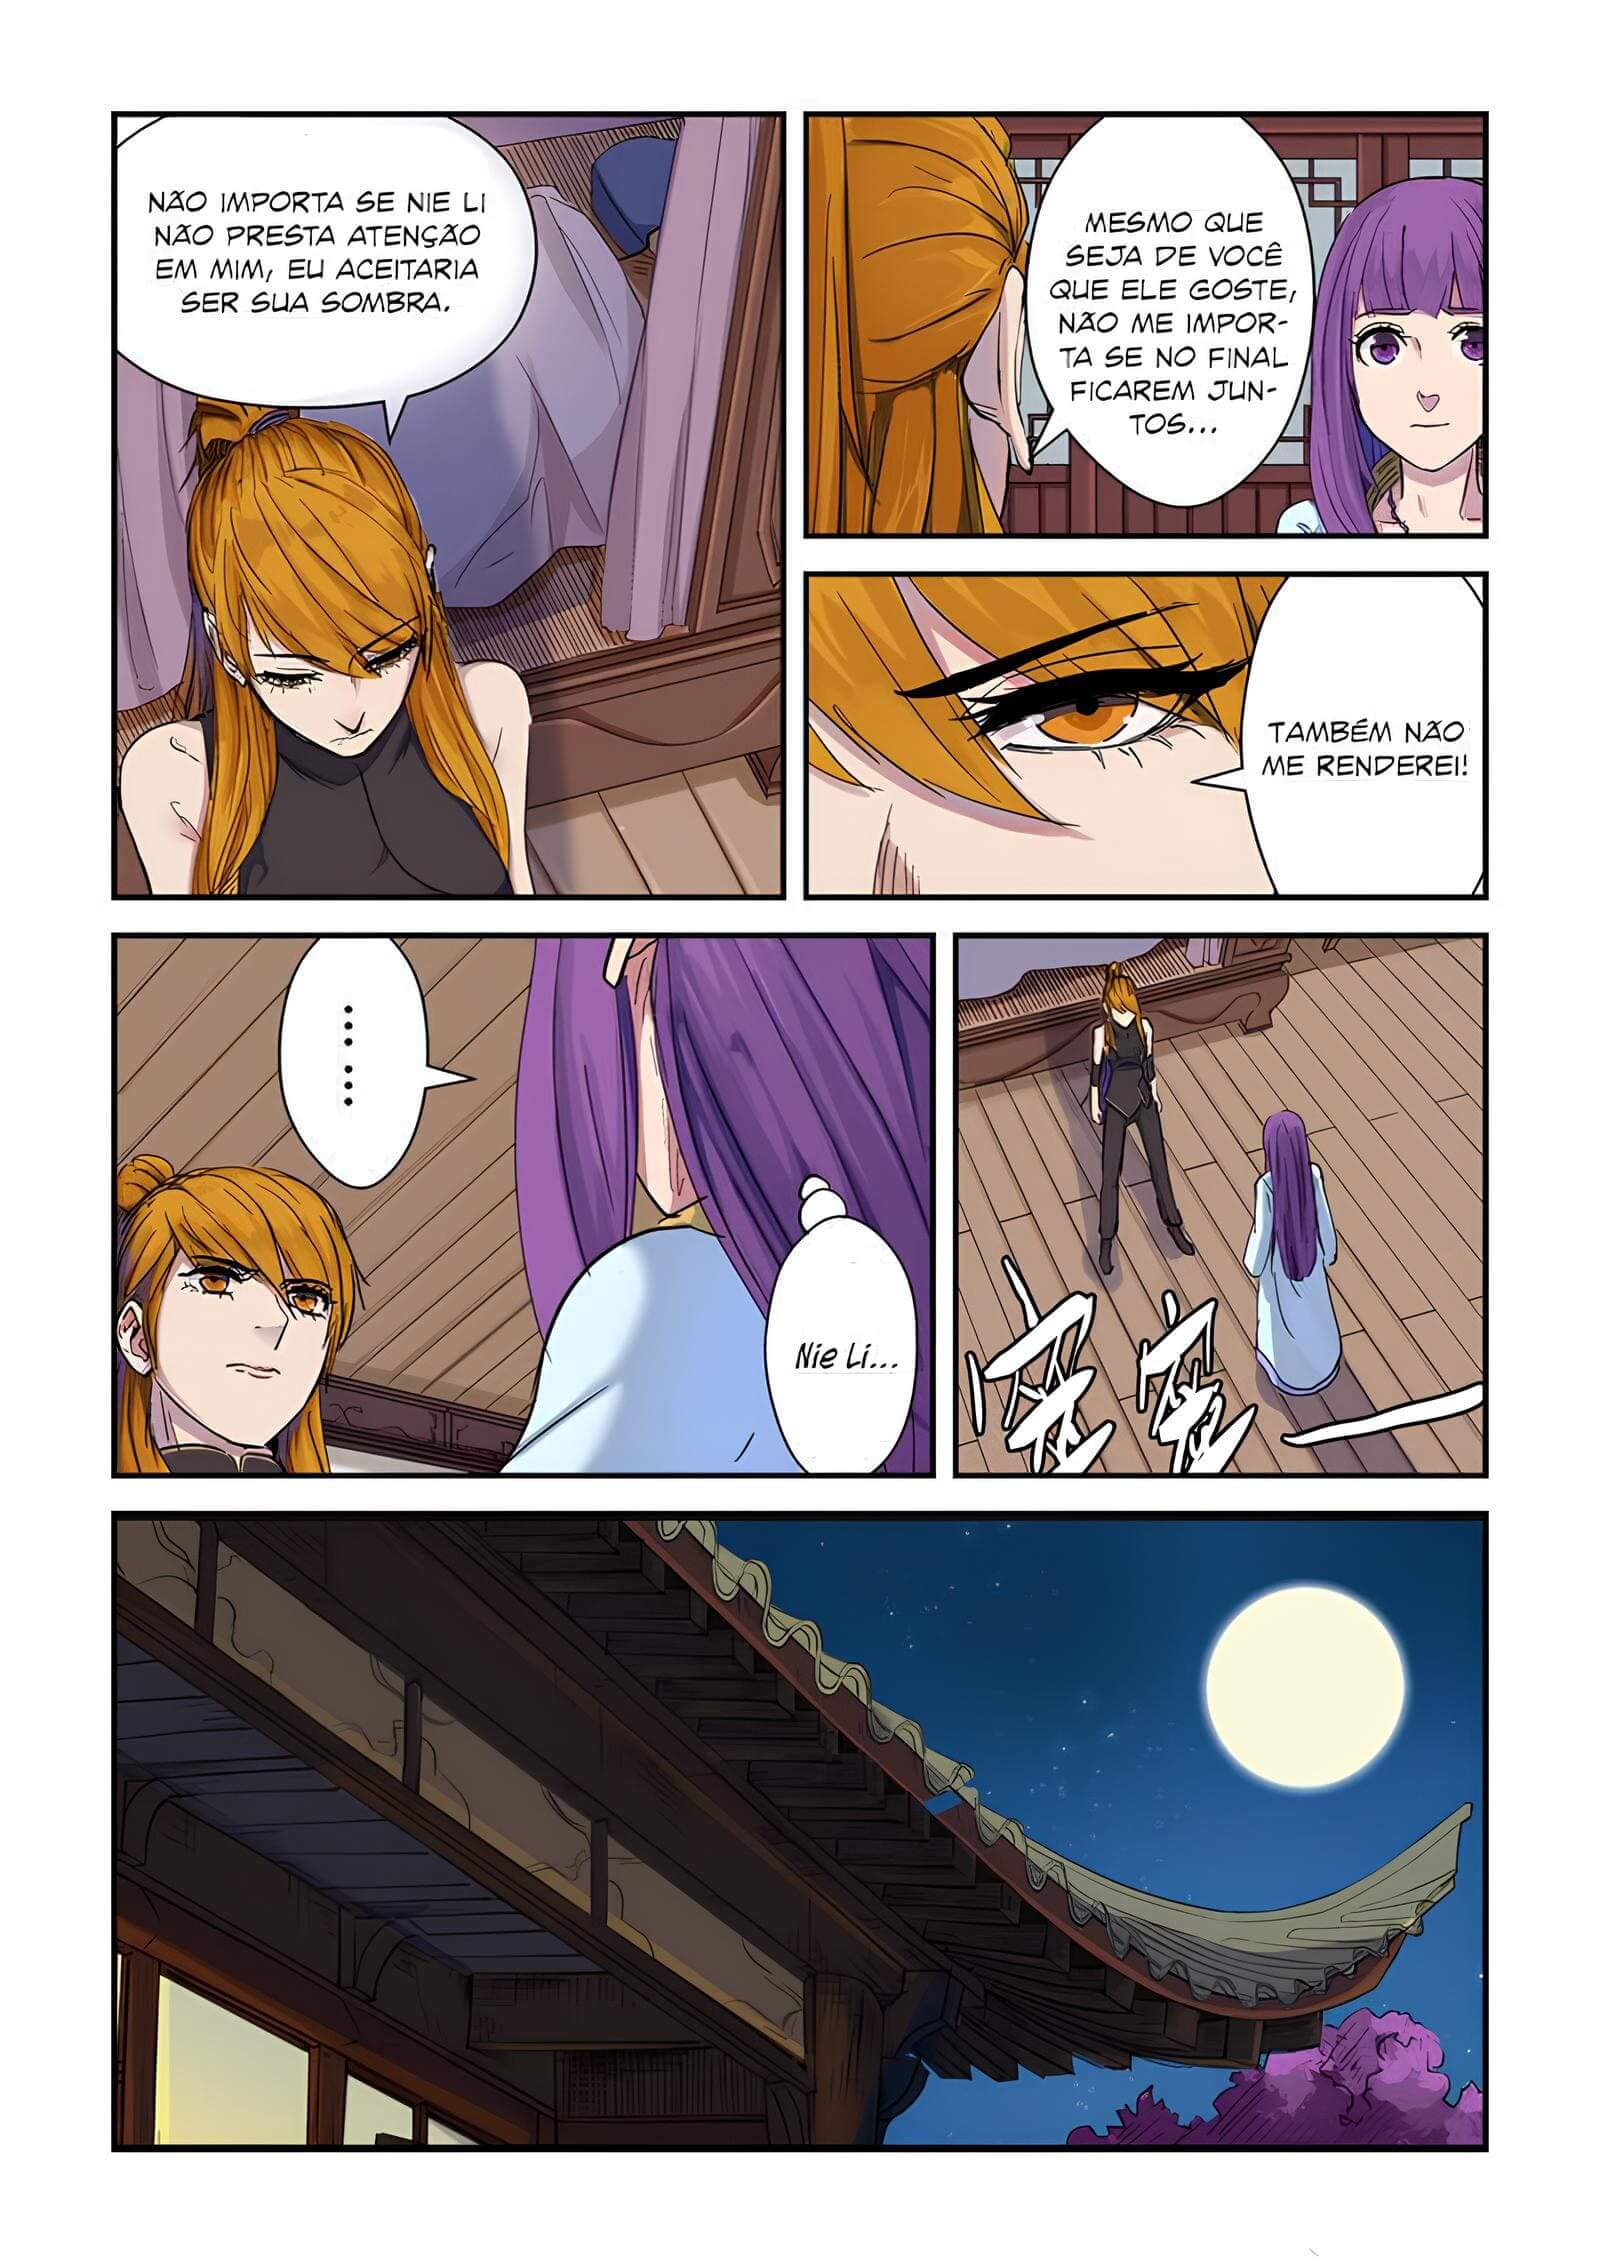 NÃO IMPORTA SE NIE LI
NÃO PRESTA ATENÇÃO
EM MIM, EU ACEITARIA
SER SUA SOMBRA.
MESMO QUE
SEJA DE VOCÊ
QUE ELE GOSTE,
NÃO ME IMPOR-
TA SE NO FINAL
FICAREM JUN-
TOS...
TAMBÉM NÃO
ME RENDEREI!
......
Nie Li...